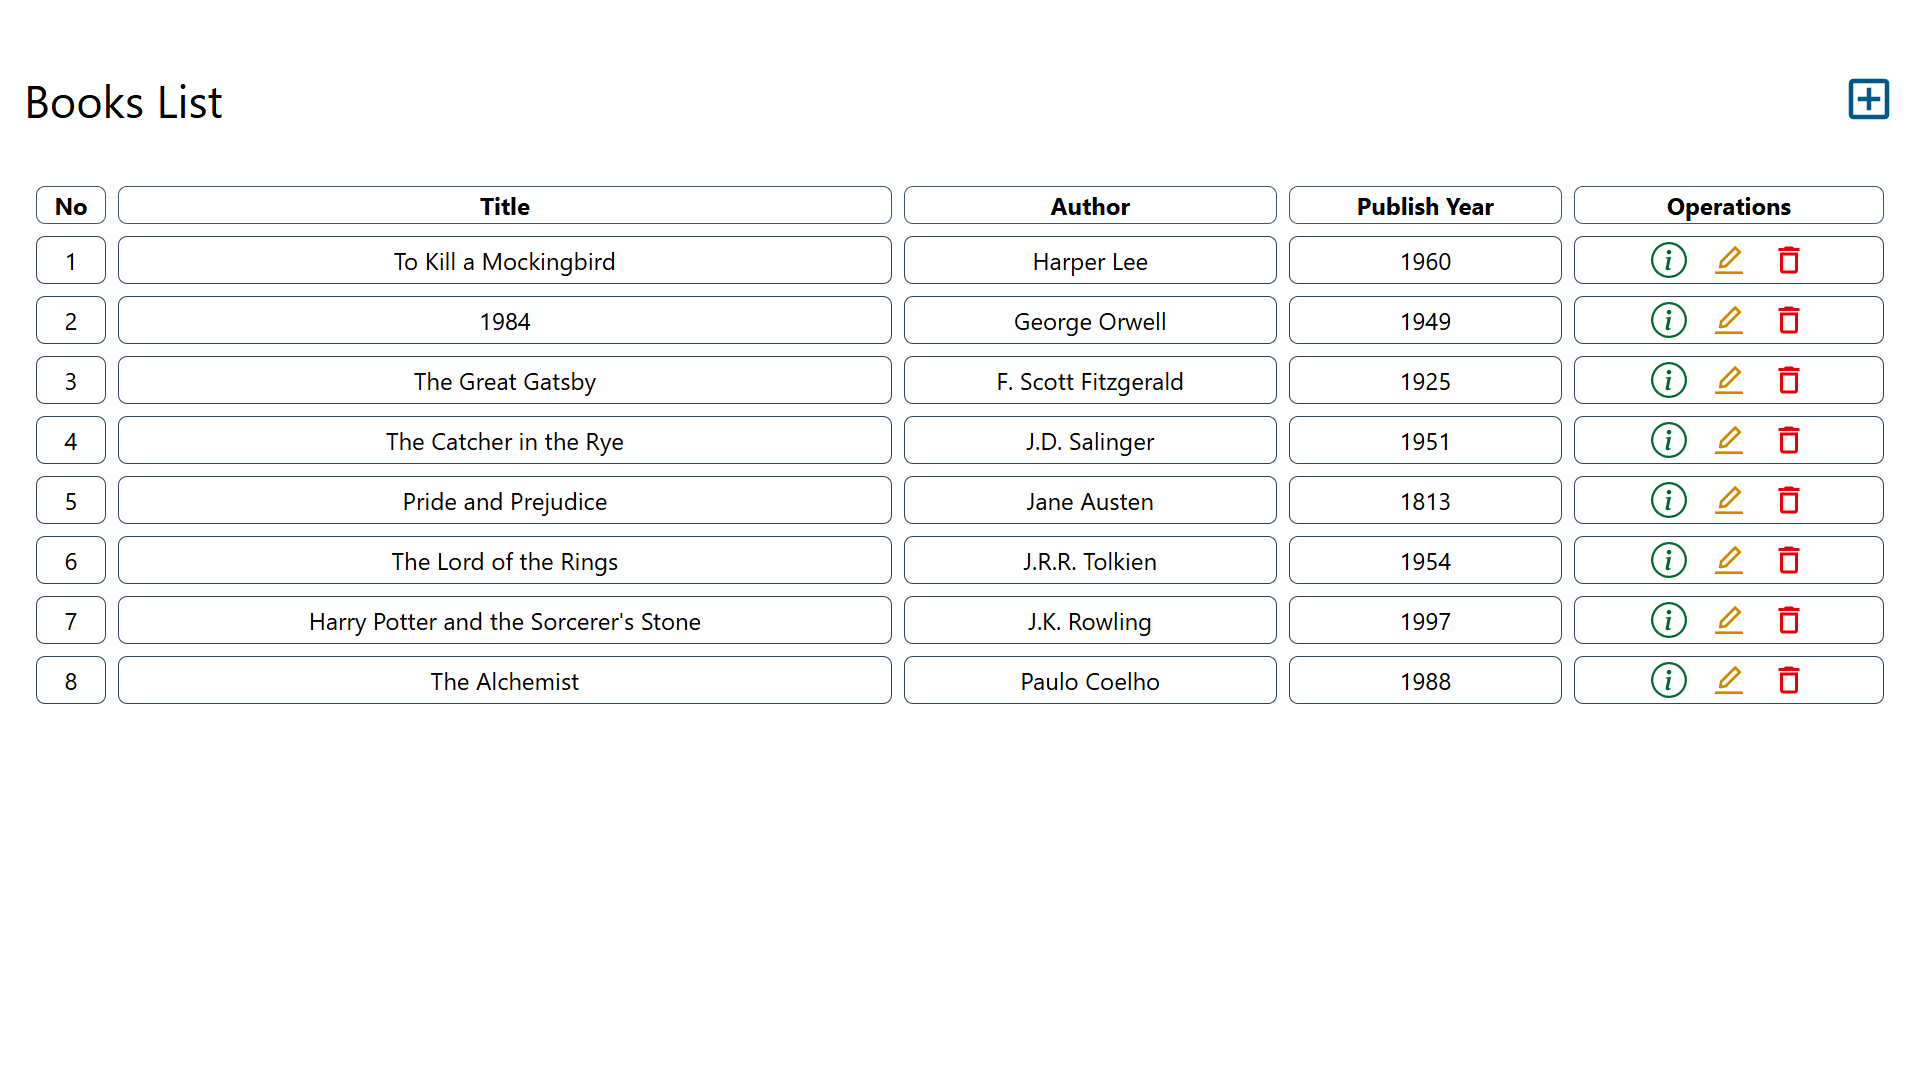 Books List
No Title Author Publish Year Operations
1 To Kill a Mockingbird Harper Lee 1960
2 1984 George Orwell 1949
3 The Great Gatsby F. Scott Fitzgerald 1925
4 The Catcher in the Rye J.D. Salinger 1951
5 Pride and Prejudice Jane Austen 1813
6 The Lord of the Rings J.R.R. Tolkien 1954
7 Harry Potter and the Sorcerer's Stone J.K. Rowling 1997
8 The Alchemist Paulo Coelho 1988